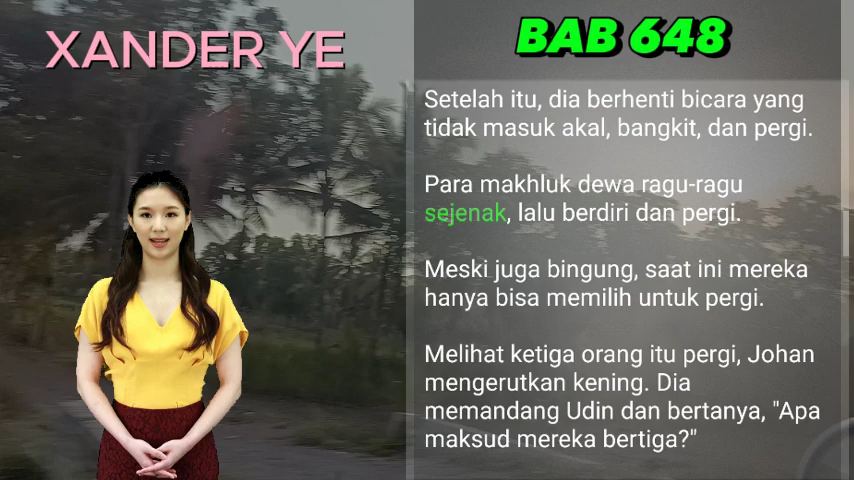 XANDER YE
BAB 648
Setelah itu, dia berhenti bicara yang
tidak masuk akal, bangkit, dan pergi.
Para makhluk dewa ragu-ragu
sejenak, lalu berdiri dan pergi.
Meski juga bingung, saat ini mereka
hanya bisa memilih untuk pergi.
Melihat ketiga orang itu pergi, Johan
mengerutkan kening. Dia
memandang Udin dan bertanya, "Apa
maksud mereka bertiga?"